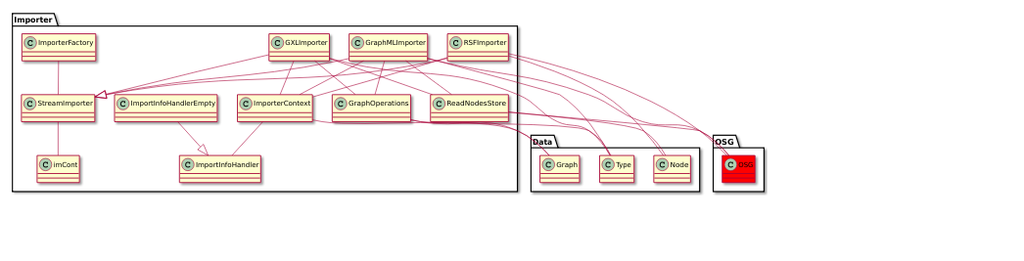 Importer
C ImporterFactory
C GXLImporter
C GraphMLImporter
C RSFImporter
C StreamImporter
C ImportInfoHandlerEmpty
C ImporterContext
C GraphOperations
C ReadNodesStore
Data
OSG
C imCont
C ImportInfoHandler
C Graph
C Type
C Node
C OSG